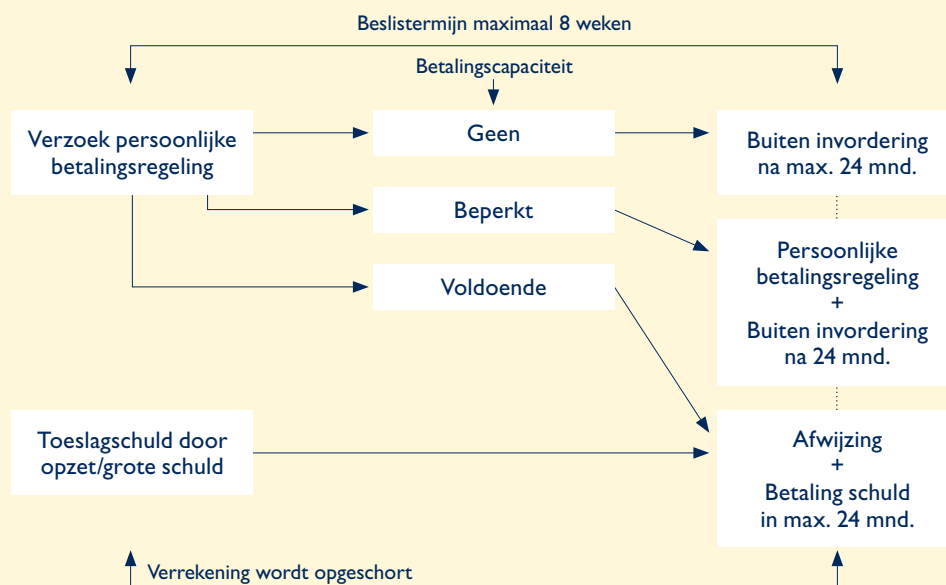 Beslistermijn maximaal 8 weken
Betalingscapaciteit
Verzoek persoonlijke
betalingsregeling
Geen
Buiten invordering
na max. 24 mnd.
Beperkt
Persoonlijke
betalingsregeling
+
Buiten invordering
na 24 mnd.
Voldoende
Toeslagschuld door
opzet/grote schuld
Afwijzing
+
Betaling schuld
in max. 24 mnd.
Verrekening wordt opgeschort